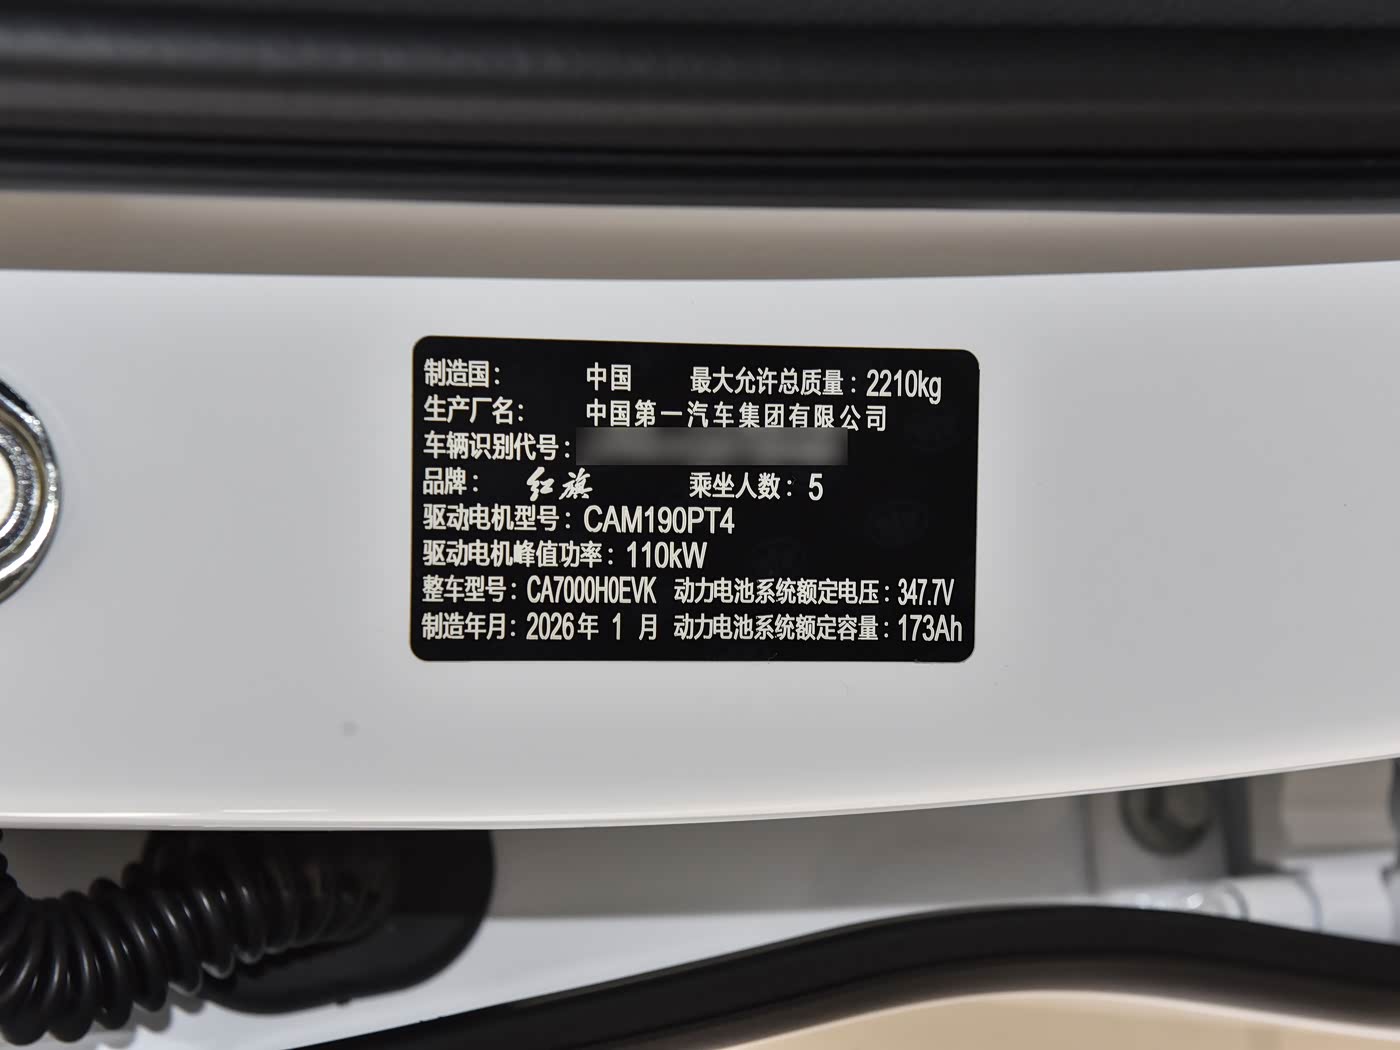 制造国： 中国 最大允许总质量：2210kg
生产厂名： 中国第一汽车集团有限公司
车辆识别代号：
品牌： 红旗 乘坐人数：5
驱动电机型号：CAM190PT4
驱动电机峰值功率：110kW
整车型号：CA7000H0EVK 动力电池系统额定电压：347.7V
制造年月：2026年 1 月 动力电池系统额定容量：173Ah